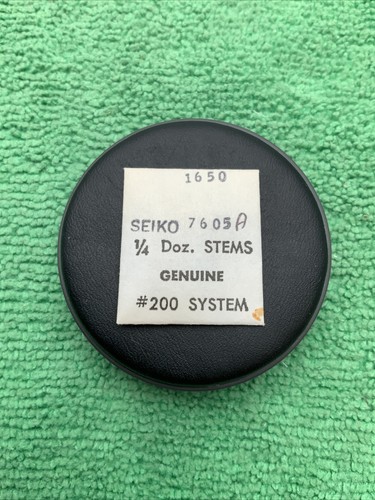 1650
SEIKO 7605A
1/4 Doz. STEMS
GENUINE
#200 SYSTEM